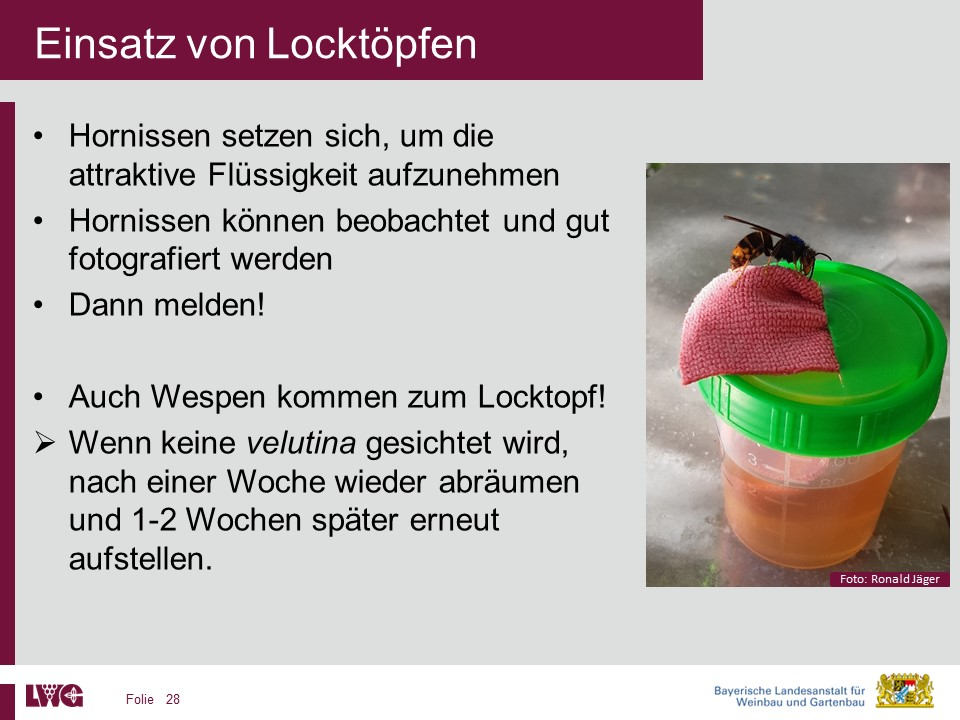 Einsatz von Locktöpfen
• Hornissen setzen sich, um die
attraktive Flüssigkeit aufzunehmen
• Hornissen können beobachtet und gut
fotografiert werden
• Dann melden!
• Auch Wespen kommen zum Locktopf!
➢ Wenn keine velutina gesichtet wird,
nach einer Woche wieder abräumen
und 1-2 Wochen später erneut
aufstellen.
3
Foto: Ronald Jäger
LWG
Folie 28
Bayerische Landesanstalt für
Weinbau und Gartenbau